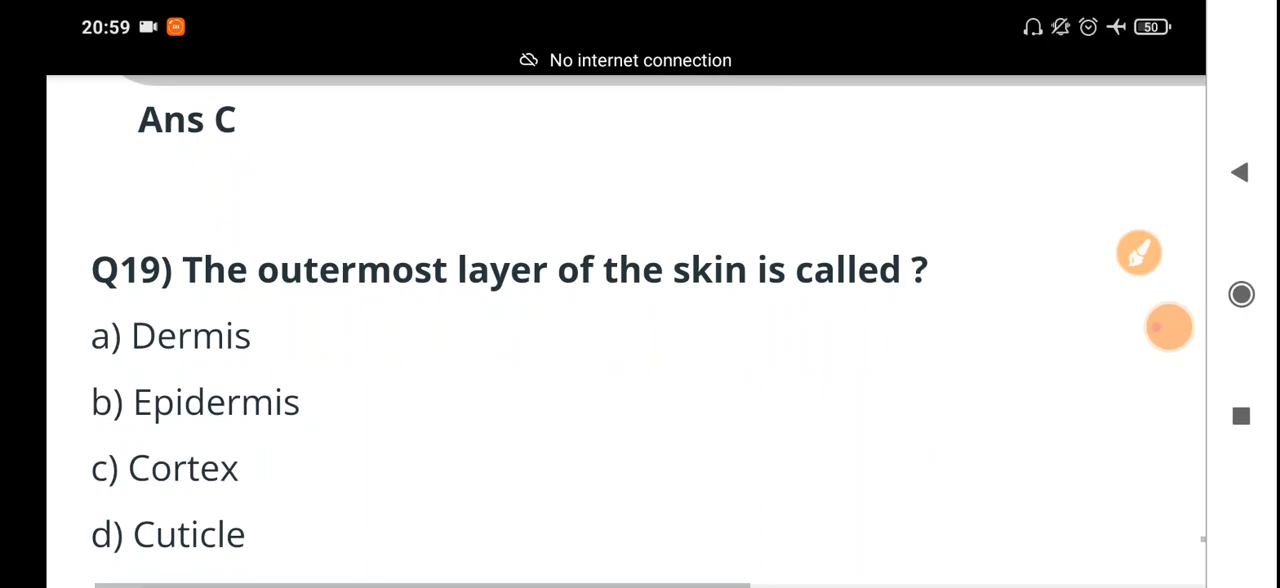 20:59
50
No internet connection
Ans C
Q19) The outermost layer of the skin is called ?
a) Dermis
b) Epidermis
c) Cortex
d) Cuticle